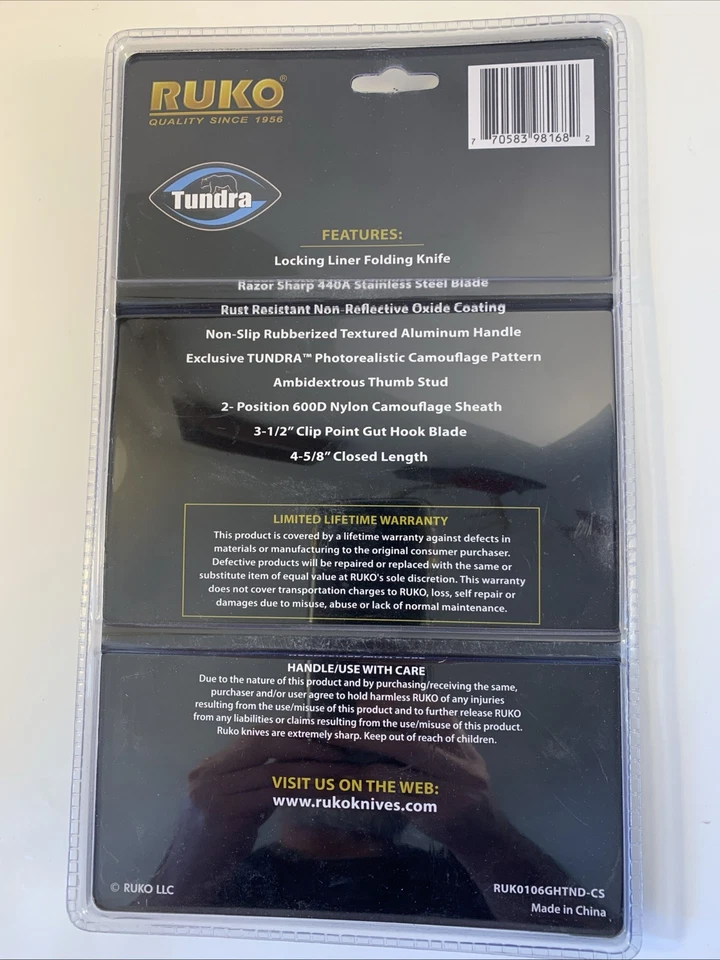 RUKO®
QUALITY SINCE 1956
7 70583 98168 2
Tundra
FEATURES:
Locking Liner Folding Knife
Razor Sharp 440A Stainless Steel Blade
Rust Resistant Non-Reflective Oxide Coating
Non-Slip Rubberized Textured Aluminum Handle
Exclusive TUNDRA™ Photorealistic Camouflage Pattern
Ambidextrous Thumb Stud
2- Position 600D Nylon Camouflage Sheath
3-1/2” Clip Point Gut Hook Blade
4-5/8” Closed Length
LIMITED LIFETIME WARRANTY
This product is covered by a lifetime warranty against defects in
materials or manufacturing to the original consumer purchaser.
Defective products will be repaired or replaced with the same or
substitute item of equal value at RUKO's sole discretion. This warranty
does not cover transportation charges to RUKO, loss, self repair or
damages due to misuse, abuse or lack of normal maintenance.
HANDLE/USE WITH CARE
Due to the nature of this product and by purchasing/receiving the same,
purchaser and/or user agree to hold harmless RUKO of any injuries
resulting from the use/misuse of this product and to further release RUKO
from any liabilities or claims resulting from the use/misuse of this product.
Ruko knives are extremely sharp. Keep out of reach of children.
VISIT US ON THE WEB:
www.rukoknives.com
© RUKO LLC
RUK0106GHTND-CS
Made in China